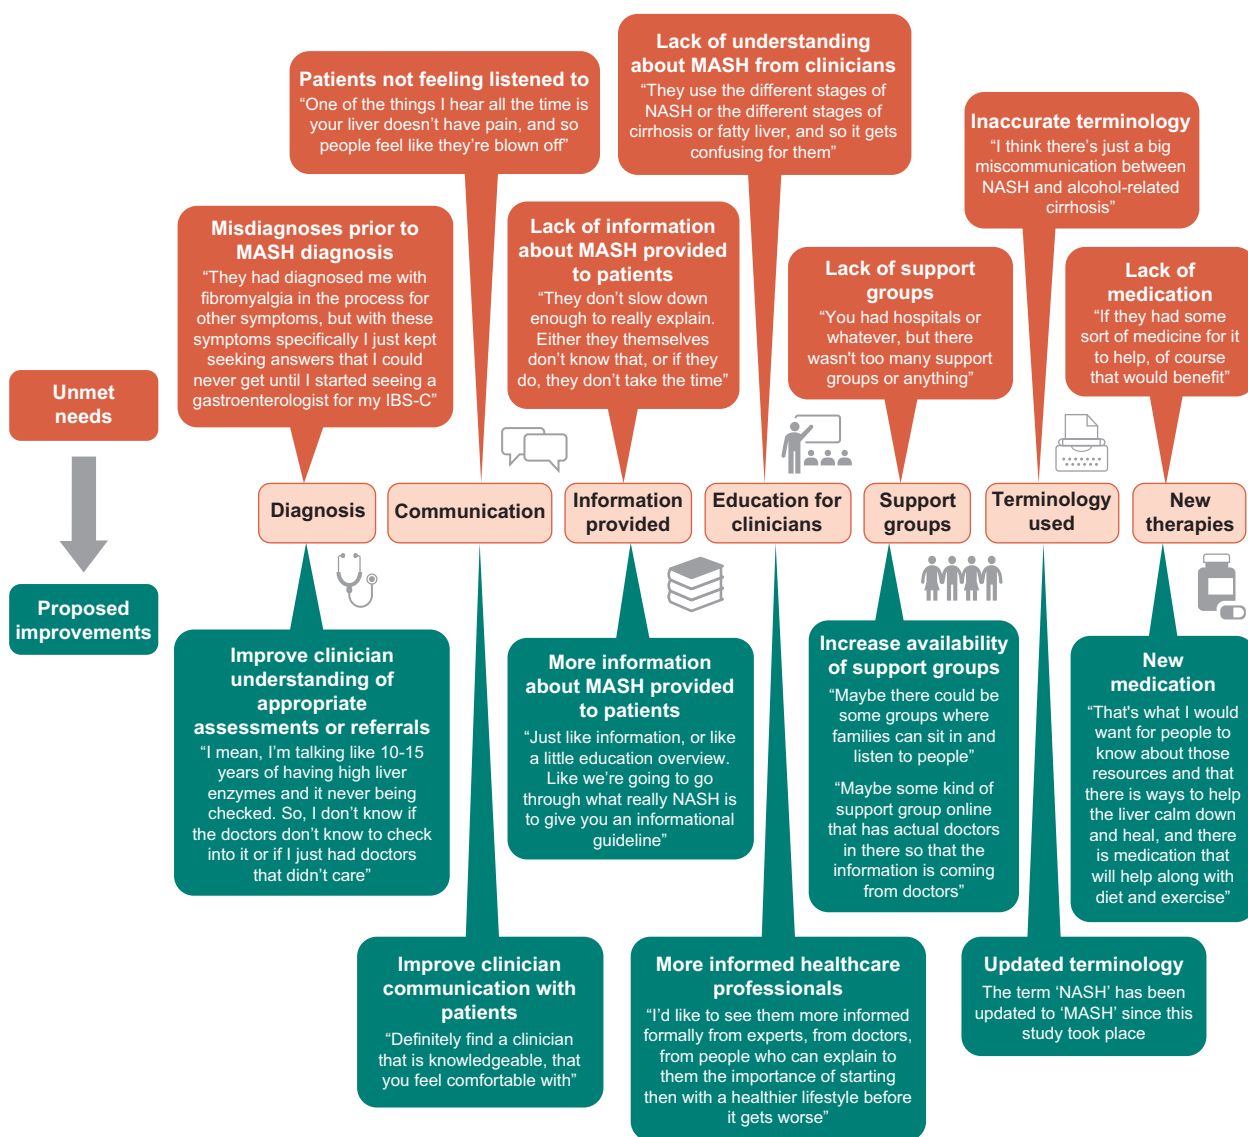 Patients not feeling listened to
“One of the things I hear all the time is
your liver doesn’t have pain, and so
people feel like they’re blown off”
Lack of understanding
about MASH from clinicians
“They use the different stages of
NASH or the different stages of
cirrhosis or fatty liver, and so it gets
confusing for them”
Inaccurate terminology
“I think there’s just a big
miscommunication between
NASH and alcohol-related
cirrhosis”
Misdiagnoses prior to
MASH diagnosis
“They had diagnosed me with
fibromyalgia in the process for
other symptoms, but with these
symptoms specifically I just kept
seeking answers that I could
never get until I started seeing a
gastroenterologist for my IBS-C”
Lack of information
about MASH provided
to patients
“They don’t slow down
enough to really explain.
Either they themselves
don’t know that, or if they
do, they don’t take the time”
Lack of support
groups
“You had hospitals or
whatever, but there
wasn't too many support
groups or anything”
Lack of
medication
“If they had some
sort of medicine for it
to help, of course
that would benefit”
Unmet
needs
Diagnosis
Communication
Information
provided
Education for
clinicians
Support
groups
Terminology
used
New
therapies
Proposed
improvements
Improve clinician
understanding of
appropriate
assessments or referrals
“I mean, I’m talking like 10-15
years of having high liver
enzymes and it never being
checked. So, I don’t know if
the doctors don’t know to check
into it or if I just had doctors
that didn’t care”
More information
about MASH provided
to patients
“Just like information, or like
a little education overview.
Like we’re going to go
through what really NASH is
to give you an informational
guideline”
Increase availability
of support groups
“Maybe there could be
some groups where
families can sit in and
listen to people”
“Maybe some kind of
support group online
that has actual doctors
in there so that the
information is coming
from doctors”
New
medication
“That's what I would
want for people to
know about those
resources and that
there is ways to help
the liver calm down
and heal, and there
is medication that
will help along with
diet and exercise”
Improve clinician
communication with
patients
“Definitely find a clinician
that is knowledgeable, that
you feel comfortable with”
More informed healthcare
professionals
“I’d like to see them more informed
formally from experts, from doctors,
from people who can explain to
them the importance of starting
then with a healthier lifestyle before
it gets worse”
Updated terminology
The term ‘NASH’ has been
updated to ‘MASH’ since this
study took place